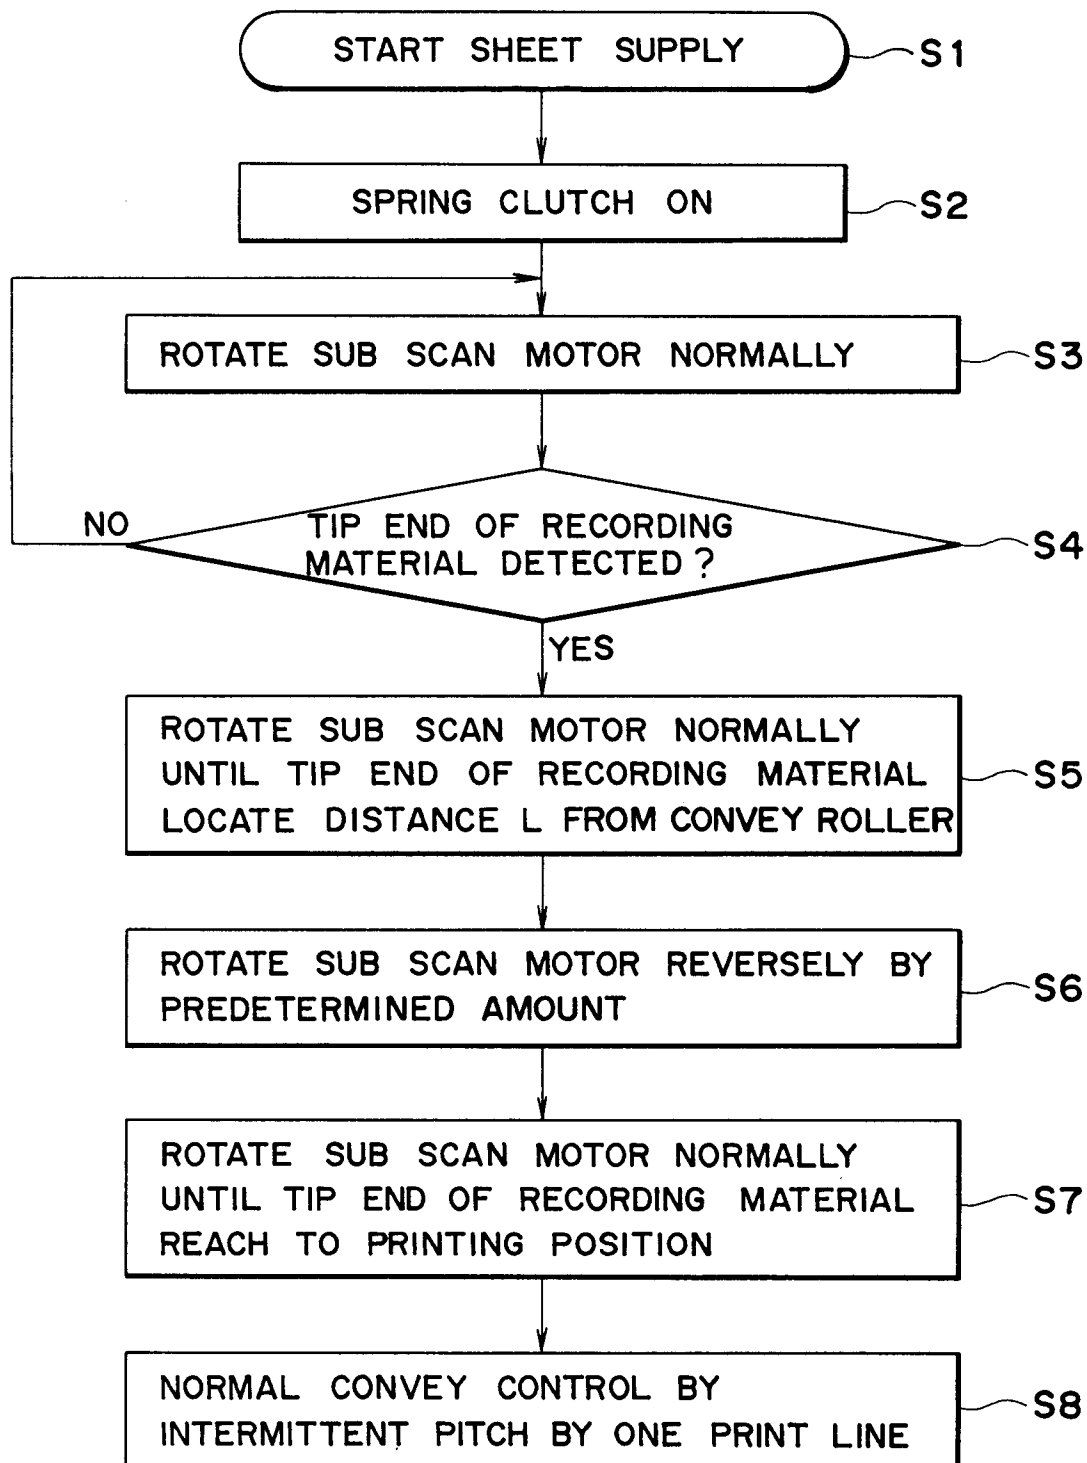 START SHEET SUPPLY
S1
SPRING CLUTCH ON
S2
ROTATE SUB SCAN MOTOR NORMALLY
S3
NO
TIP END OF RECORDING
MATERIAL DETECTED?
S4
YES
ROTATE SUB SCAN MOTOR NORMALLY
UNTIL TIP END OF RECORDING MATERIAL
LOCATE DISTANCE L FROM CONVEY ROLLER
S5
ROTATE SUB SCAN MOTOR REVERSELY BY
PREDETERMINED AMOUNT
S6
ROTATE SUB SCAN MOTOR NORMALLY
UNTIL TIP END OF RECORDING MATERIAL
REACH TO PRINTING POSITION
S7
NORMAL CONVEY CONTROL BY
INTERMITTENT PITCH BY ONE PRINT LINE
S8